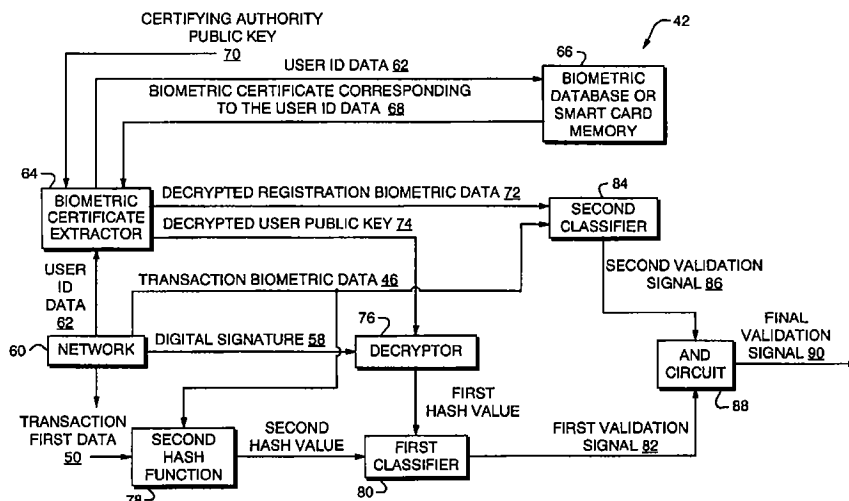 CERTIFYING AUTHORITY
PUBLIC KEY
70
42
USER ID DATA 62
BIOMETRIC CERTIFICATE CORRESPONDING
TO THE USER ID DATA 68
66
BIOMETRIC
DATABASE OR
SMART CARD
MEMORY
64
BIOMETRIC
CERTIFICATE
EXTRACTOR
DECRYPTED REGISTRATION BIOMETRIC DATA 72
DECRYPTED USER PUBLIC KEY 74
84
SECOND
CLASSIFIER
USER
ID
DATA
62
TRANSACTION BIOMETRIC DATA 46
SECOND VALIDATION
SIGNAL 86
60
NETWORK
DIGITAL SIGNATURE 58
76
DECRYPTOR
FINAL
VALIDATION
SIGNAL 90
AND
CIRCUIT
88
TRANSACTION
FIRST DATA
50
FIRST
HASH VALUE
SECOND
HASH
FUNCTION
78
SECOND
HASH VALUE
FIRST
CLASSIFIER
80
FIRST VALIDATION
SIGNAL 82